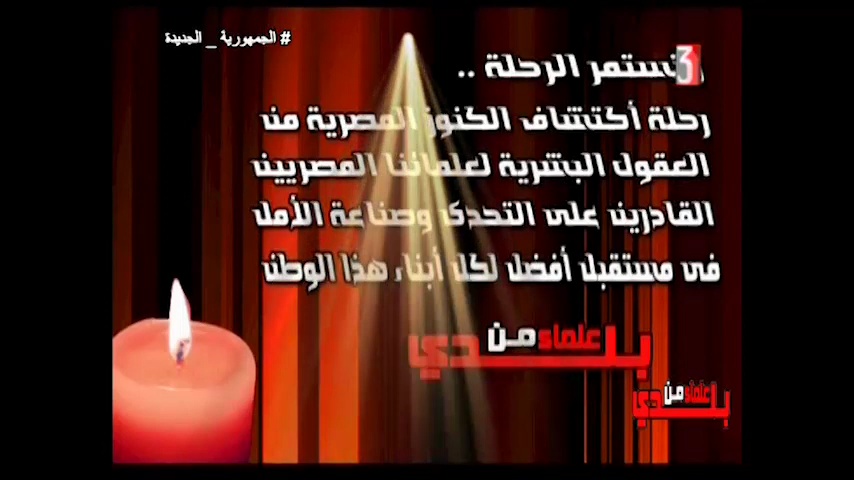 # الجمهورية _ الجديدة
ستمر الرحلة ..
رحلة أكتشاف الكنوز المصرية من
العقول البشرية لعلمائنا المصريين
القادرين على التحدى وصناعة الأمل
فى مستقبل أفضل لكل أبناء هذا الوطن
علماء من بلدي
علماء من بلدي